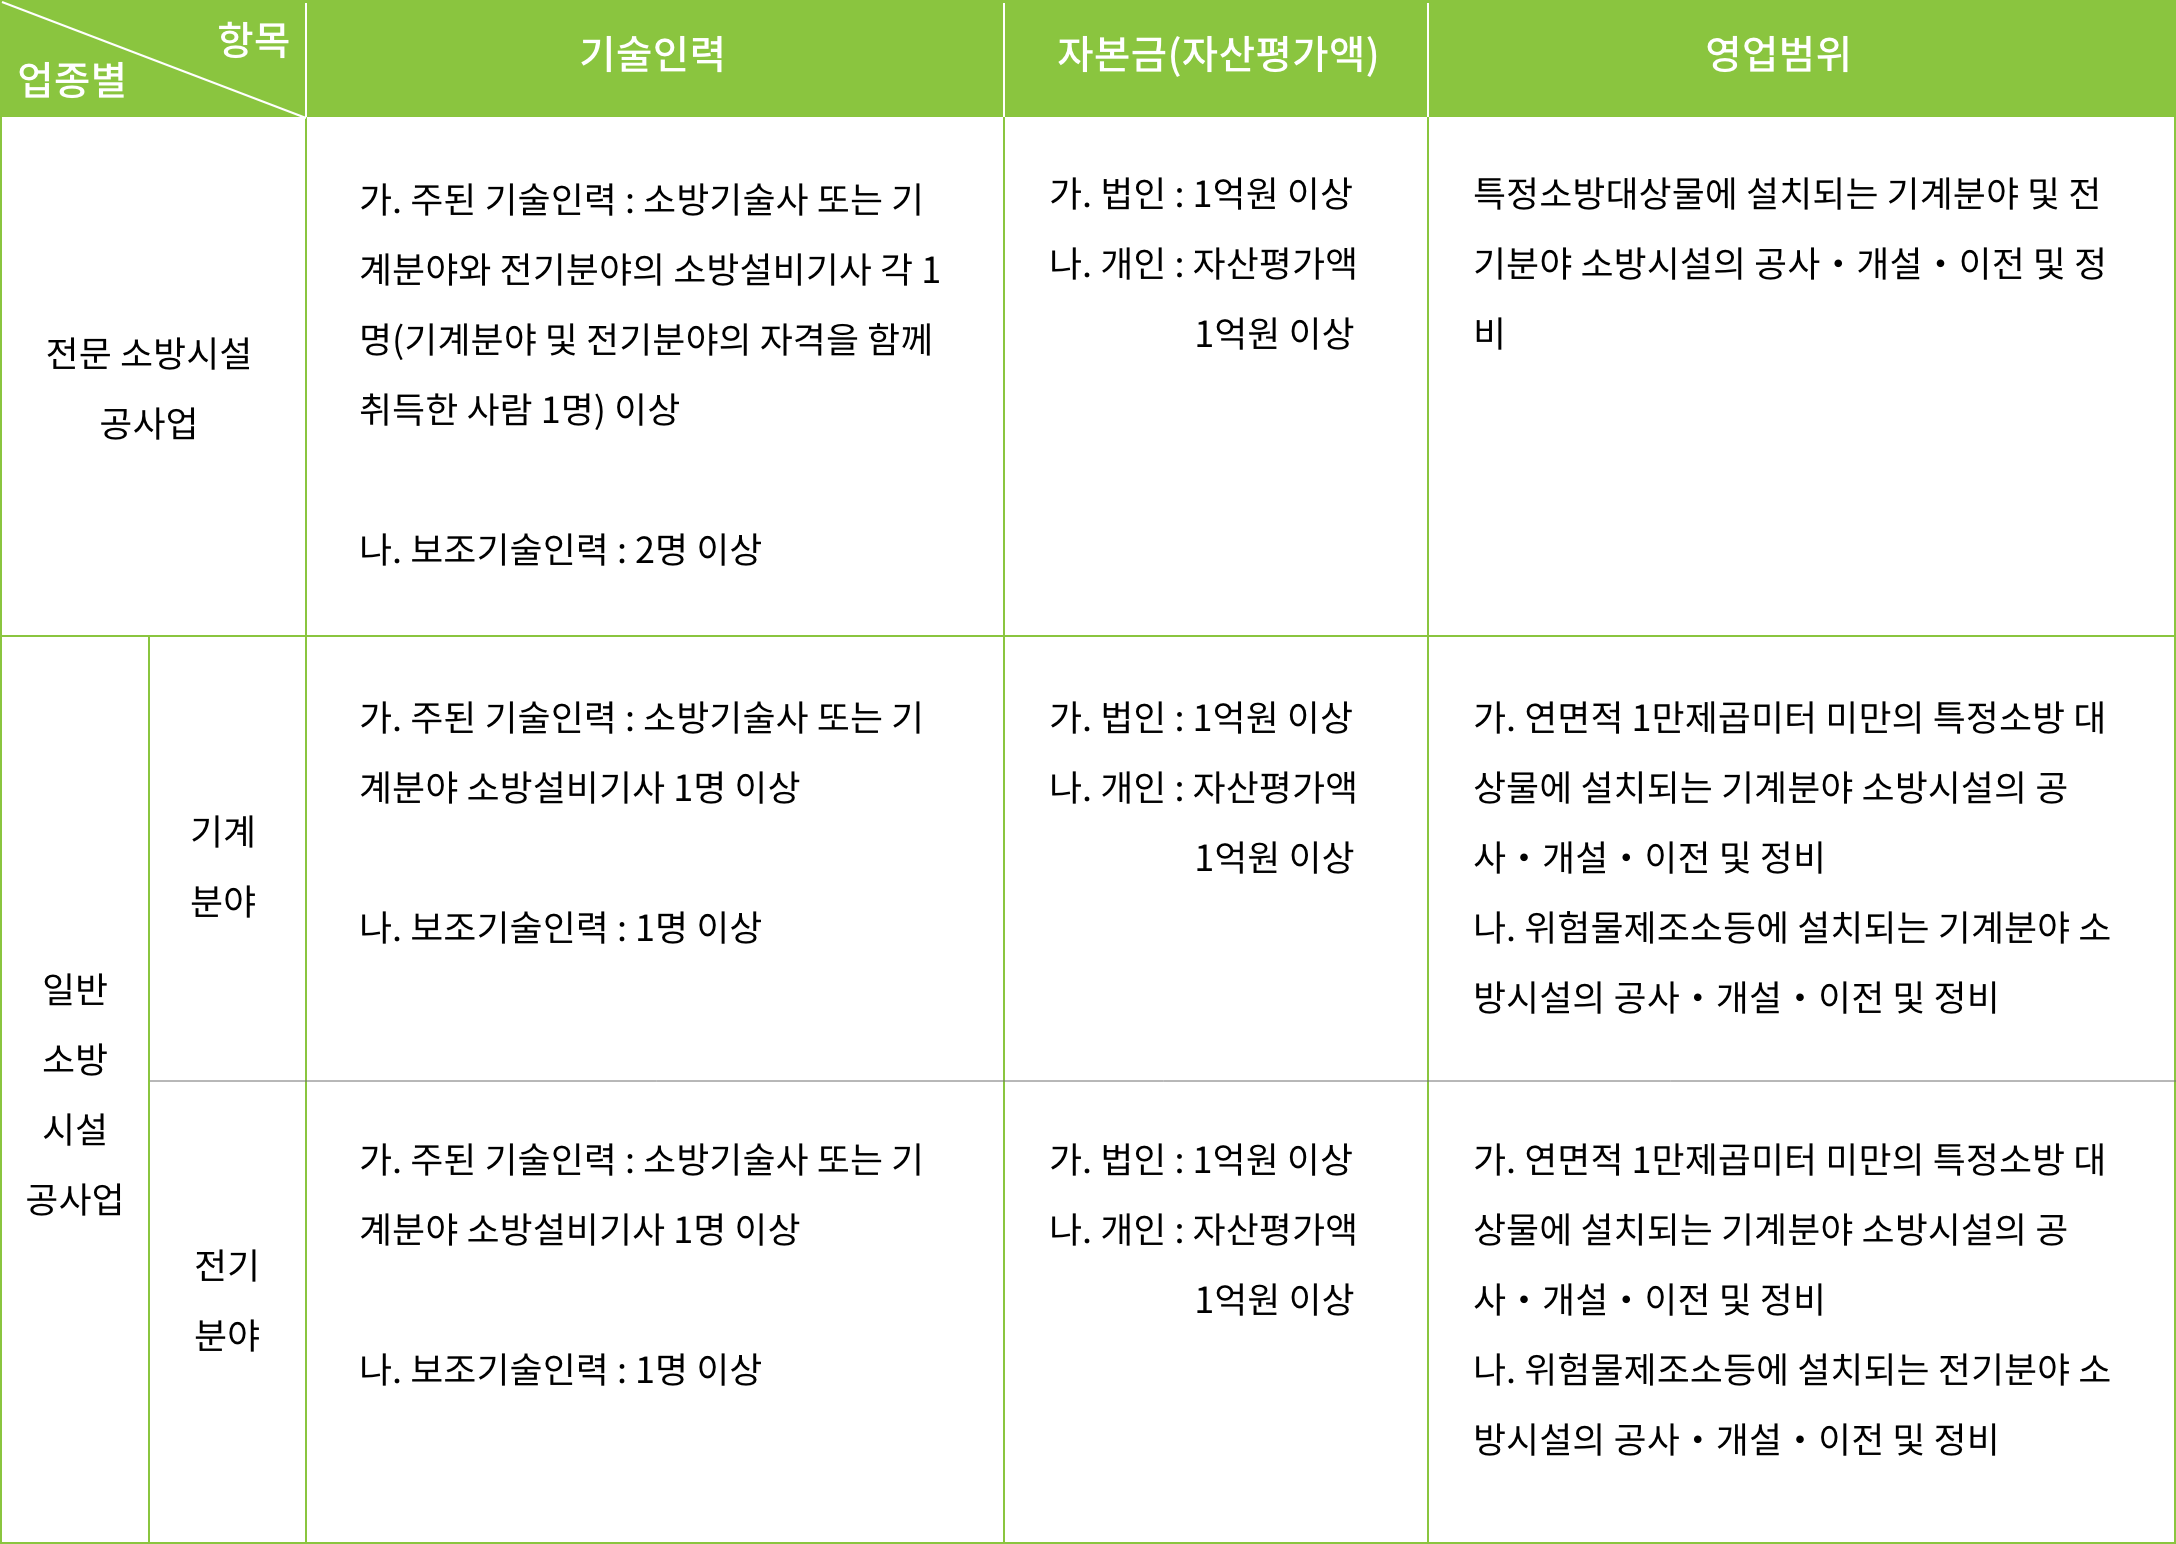 항목
업종별
기술인력
자본금(자산평가액)
영업범위
전문 소방시설
공사업
가. 주된 기술인력 : 소방기술사 또는 기
계분야와 전기분야의 소방설비기사 각 1
명(기계분야 및 전기분야의 자격을 함께
취득한 사람 1명) 이상
나. 보조기술인력 : 2명 이상
가. 법인 : 1억원 이상
나. 개인 : 자산평가액
1억원 이상
특정소방대상물에 설치되는 기계분야 및 전
기분야 소방시설의 공사・개설・이전 및 정
비
일반
소방
시설
공사업
기계
분야
가. 주된 기술인력 : 소방기술사 또는 기
계분야 소방설비기사 1명 이상
나. 보조기술인력 : 1명 이상
가. 법인 : 1억원 이상
나. 개인 : 자산평가액
1억원 이상
가. 연면적 1만제곱미터 미만의 특정소방 대
상물에 설치되는 기계분야 소방시설의 공
사・개설・이전 및 정비
나. 위험물제조소등에 설치되는 기계분야 소
방시설의 공사・개설・이전 및 정비
전기
분야
가. 주된 기술인력 : 소방기술사 또는 기
계분야 소방설비기사 1명 이상
나. 보조기술인력 : 1명 이상
가. 법인 : 1억원 이상
나. 개인 : 자산평가액
1억원 이상
가. 연면적 1만제곱미터 미만의 특정소방 대
상물에 설치되는 기계분야 소방시설의 공
사・개설・이전 및 정비
나. 위험물제조소등에 설치되는 전기분야 소
방시설의 공사・개설・이전 및 정비